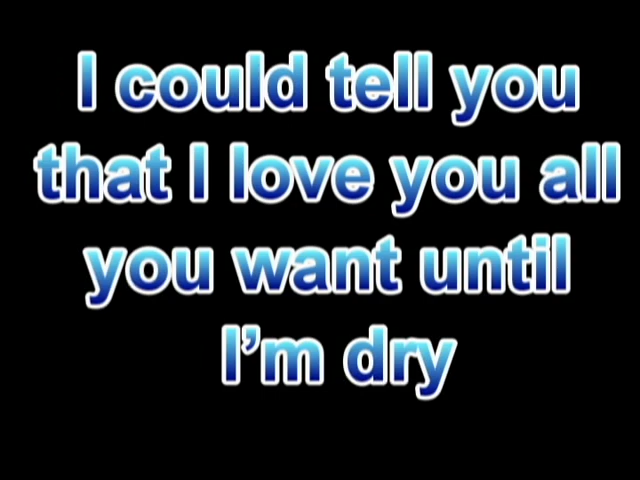 I could tell you
that I love you all
you want until
I’m dry